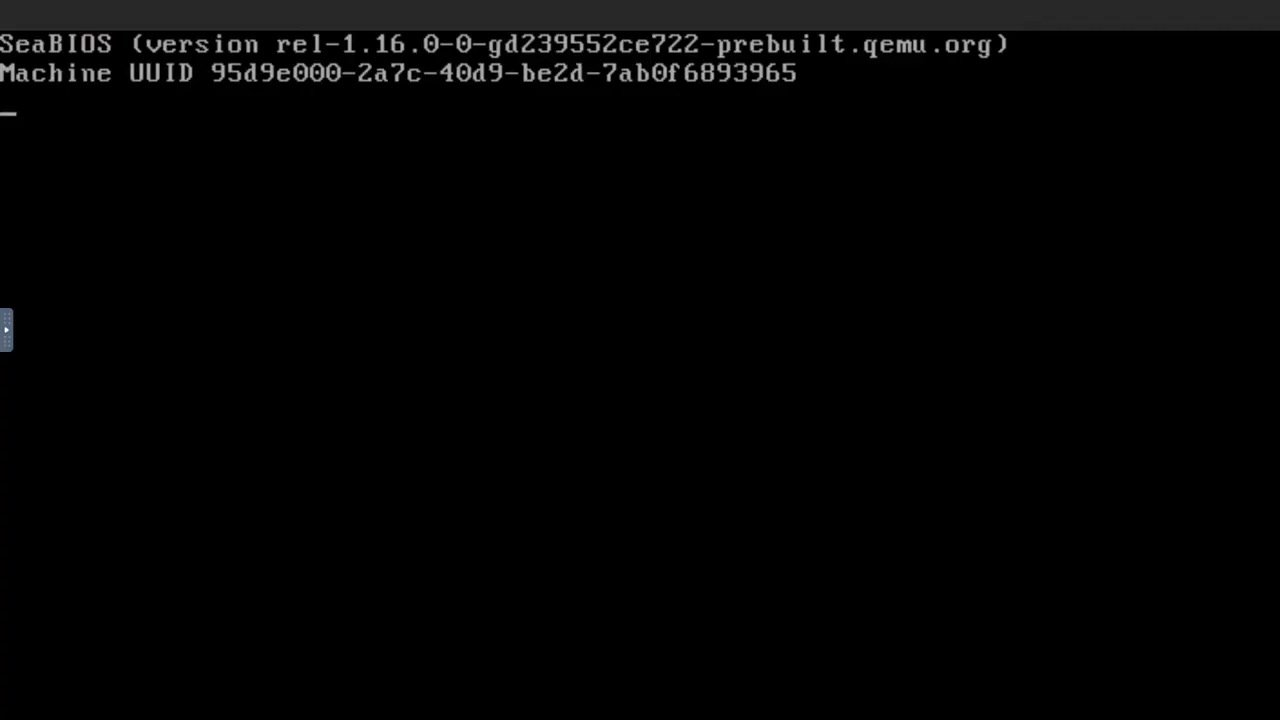 SeaBIOS (version rel-1.16.0-0-gd239552ce722-prebuilt.qemu.org)
Machine UUID 95d9e000-2a7c-40d9-be2d-7ab0f6893965